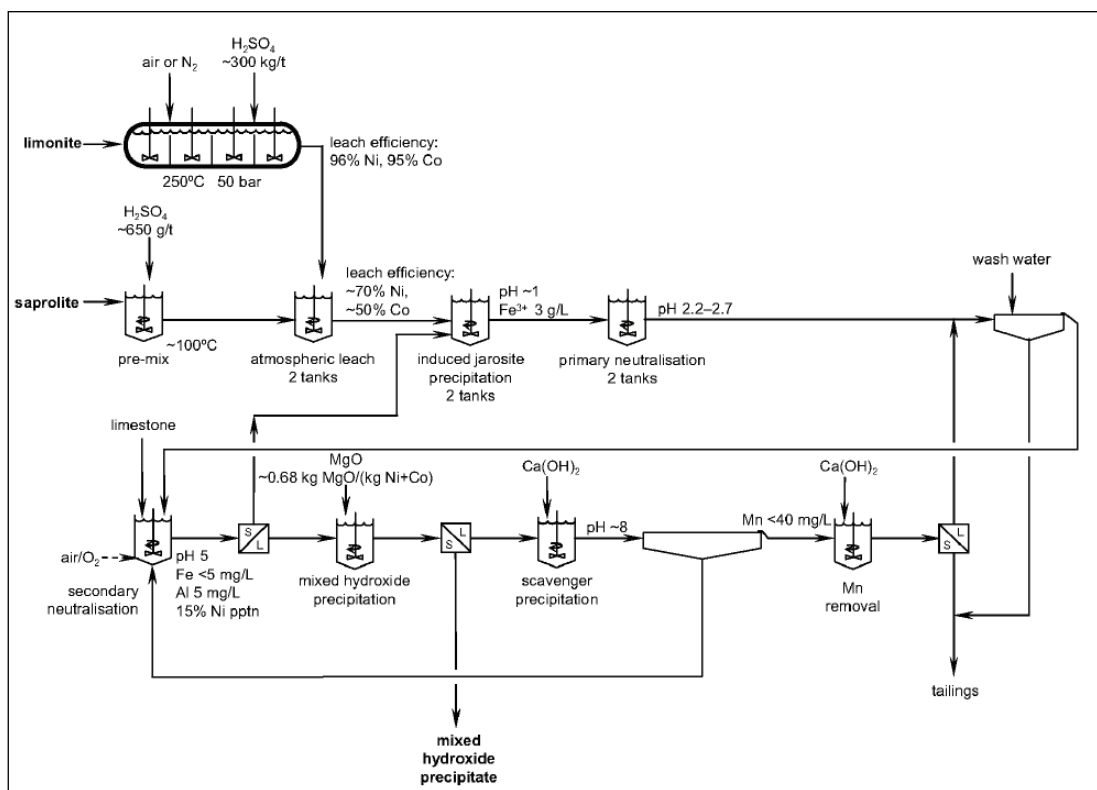 H₂SO₄
~300 kg/t
air or N₂
limonite
leach efficiency:
96% Ni, 95% Co
250ºC 50 bar
H₂SO₄
~650 g/t
saprolite
~100ºC
pre-mix
leach efficiency:
~70% Ni,
~50% Co
atmospheric leach
2 tanks
pH ~1
Fe³⁺ 3 g/L
induced jarosite
precipitation
2 tanks
primary neutralisation
2 tanks
pH 2.2–2.7
wash water
limestone
air/O₂
secondary
neutralisation
pH 5
Fe <5 mg/L
Al 5 mg/L
15% Ni pptn
S
L
MgO
~0.68 kg MgO/(kg Ni+Co)
mixed hydroxide
precipitation
L
S
Ca(OH)₂
pH ~8
scavenger
precipitation
Mn <40 mg/L
Ca(OH)₂
Mn
removal
L
S
tailings
mixed
hydroxide
precipitate